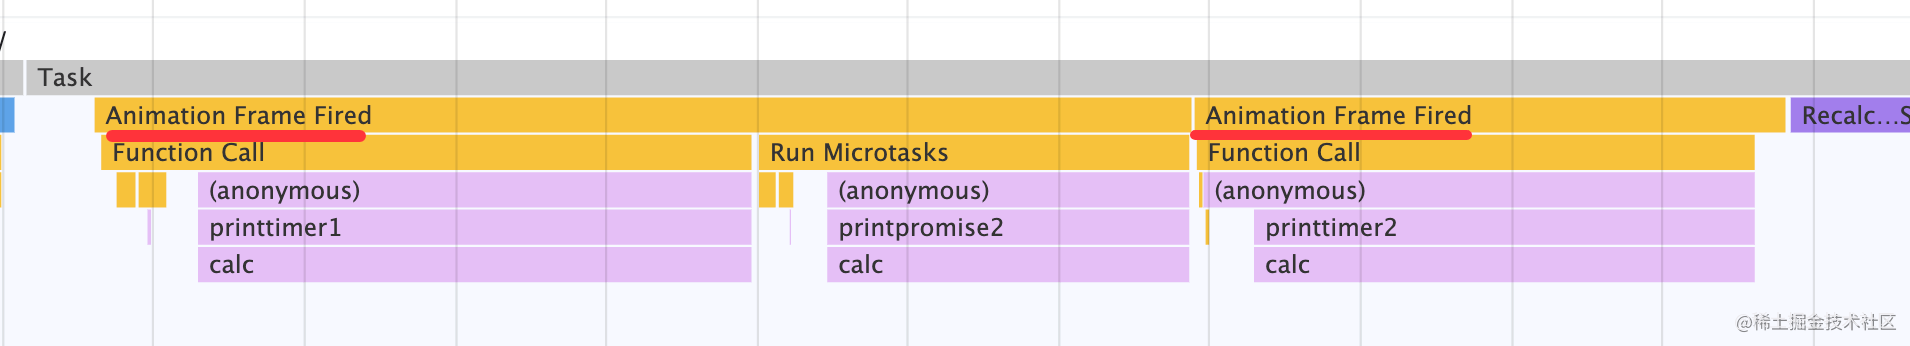 Task
Animation Frame Fired Animation Frame Fired Recalc...S
Function Call Run Microtasks Function Call
(anonymous) (anonymous) (anonymous)
printtimer1 printpromise2 printtimer2
calc calc calc
@稀土掘金技术社区